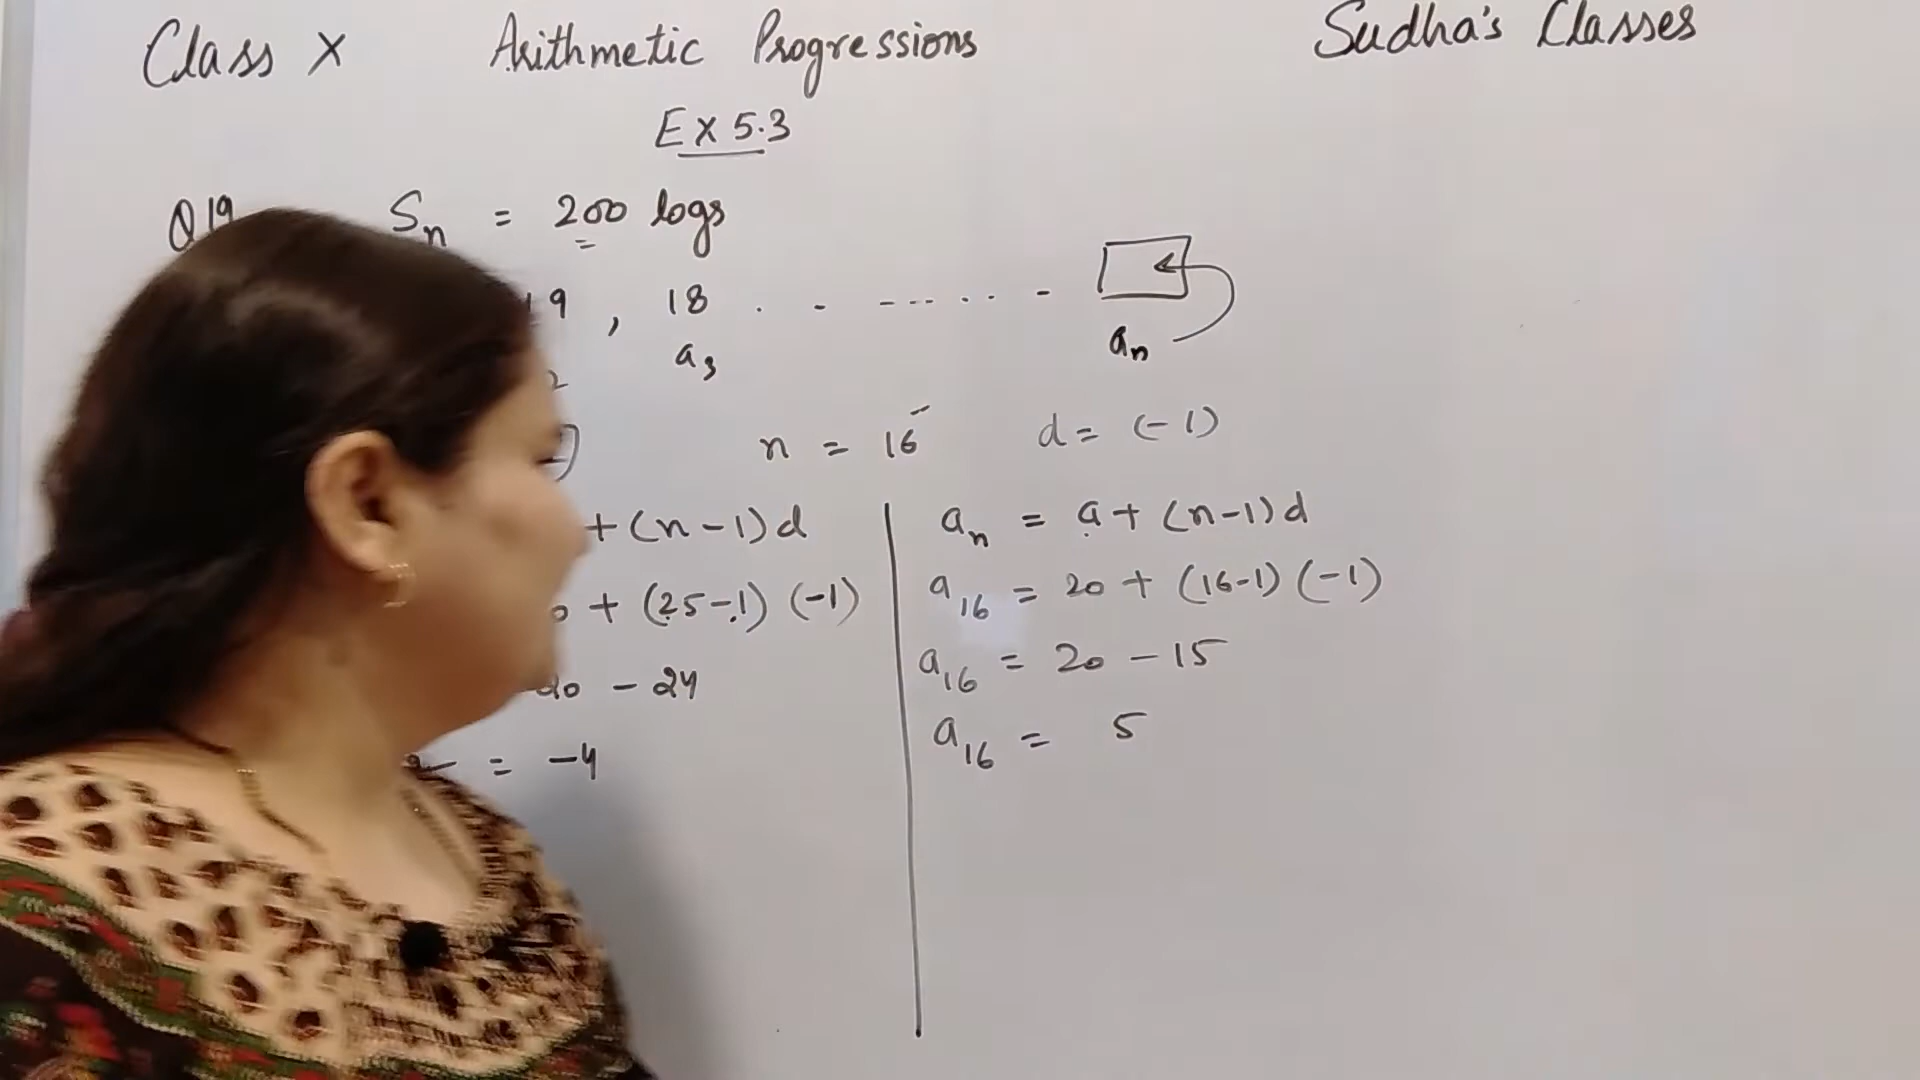 Class X Arithmetic Progressions Sudha's Classes
Ex 5.3
Q19 Sn = 200 logs
19 , 18 . - ---.. -
a3 an
n = 16 d = (-1)
+ (n-1)d an = a + (n-1)d
+ (25-1) (-1) a16 = 20 + (16-1) (-1)
20 - 24 a16 = 20 - 15
= -4 a16 = 5